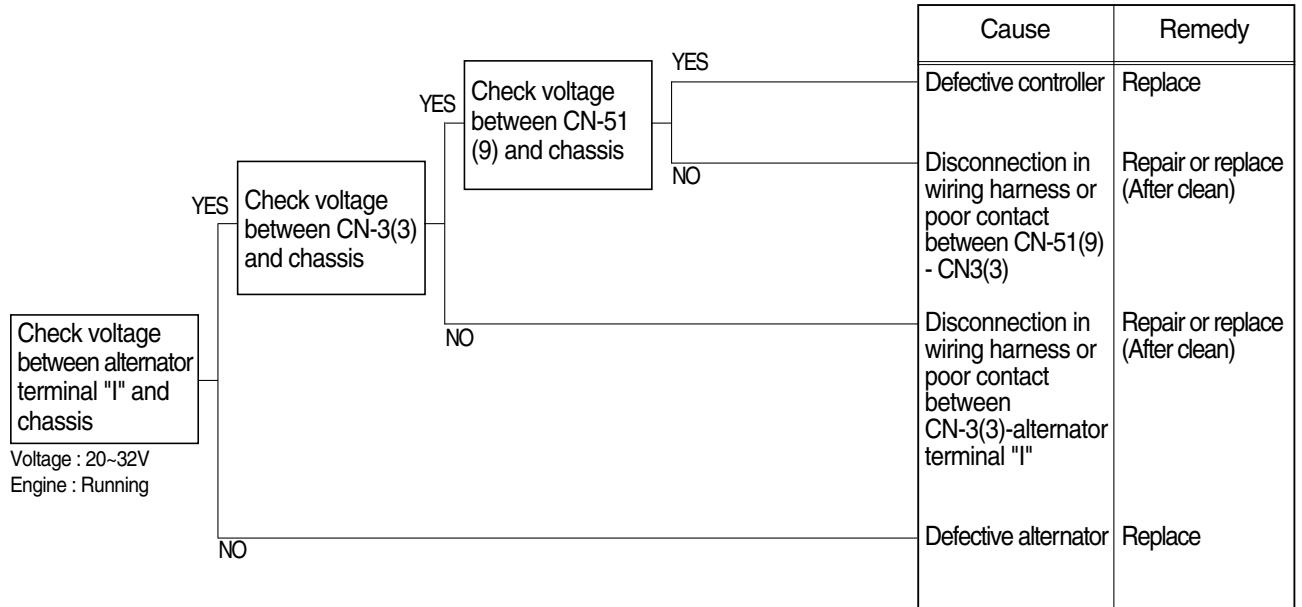 Cause
Remedy
YES
Defective controller
Replace
YES
Check voltage
between CN-51
(9) and chassis
NO
Disconnection in
wiring harness or
poor contact
between CN-51(9)
- CN3(3)
Repair or replace
(After clean)
YES
Check voltage
between CN-3(3)
and chassis
NO
Disconnection in
wiring harness or
poor contact
between
CN-3(3)-alternator
terminal "I"
Repair or replace
(After clean)
Check voltage
between alternator
terminal "I" and
chassis
Voltage : 20~32V
Engine : Running
NO
Defective alternator
Replace